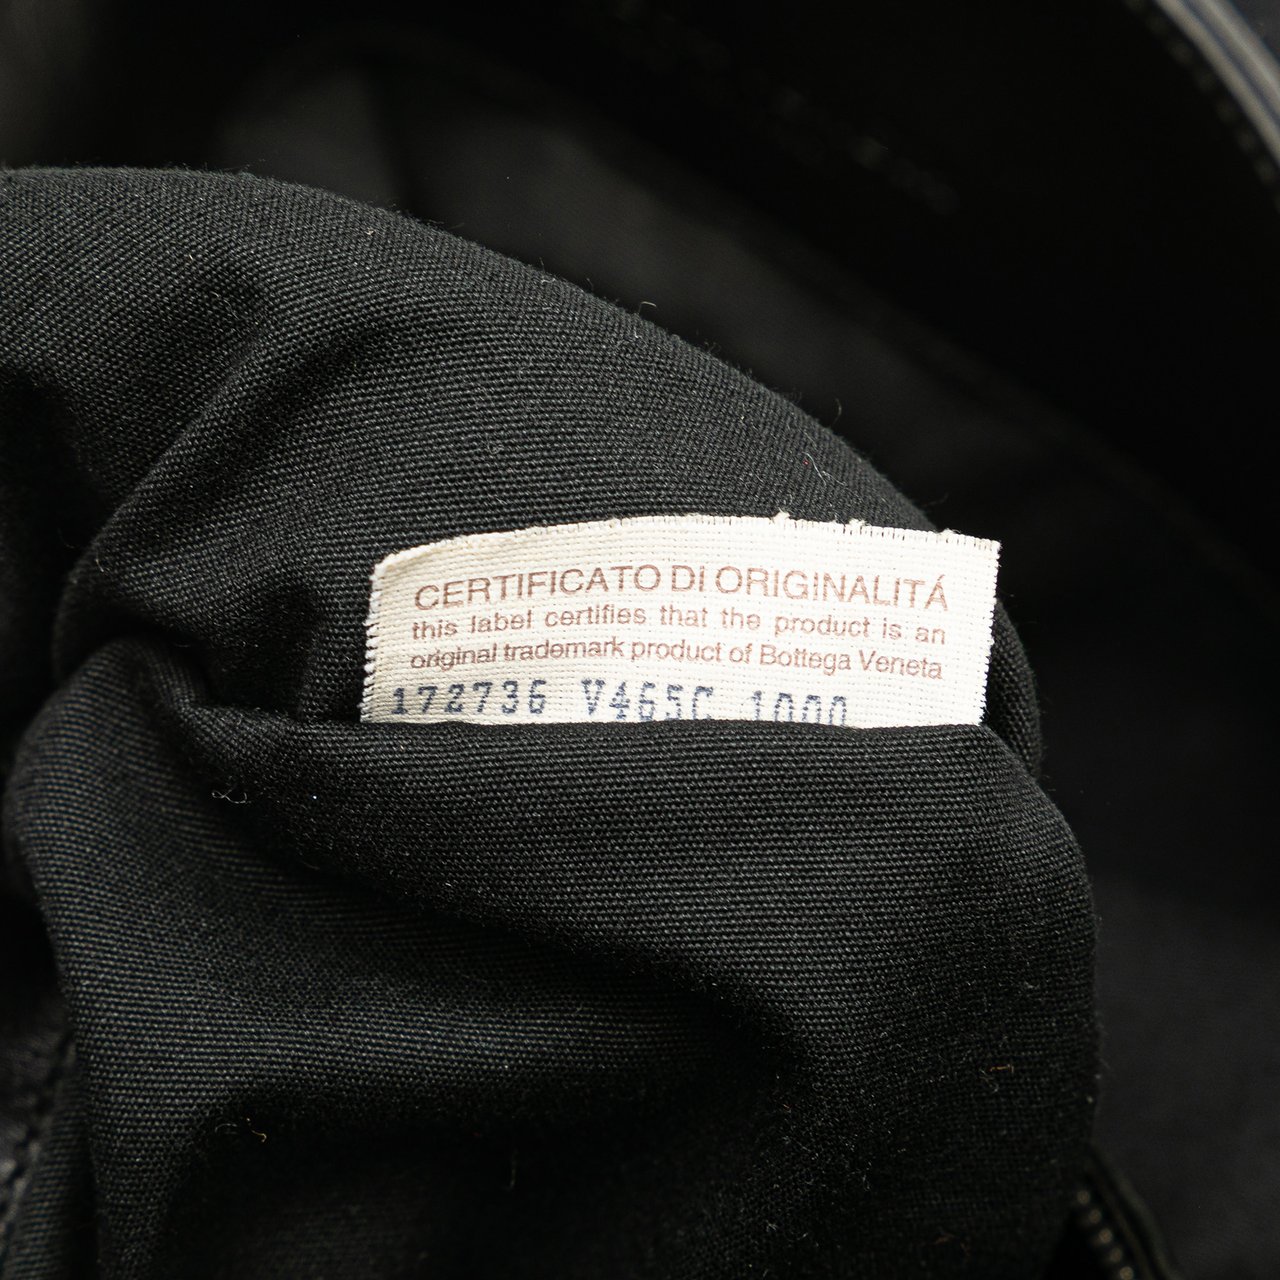 CERTIFICATO DI ORIGINALITÁ
this label certifies that the product is an
original trademark product of Bottega Veneta
172736 V465C 1000